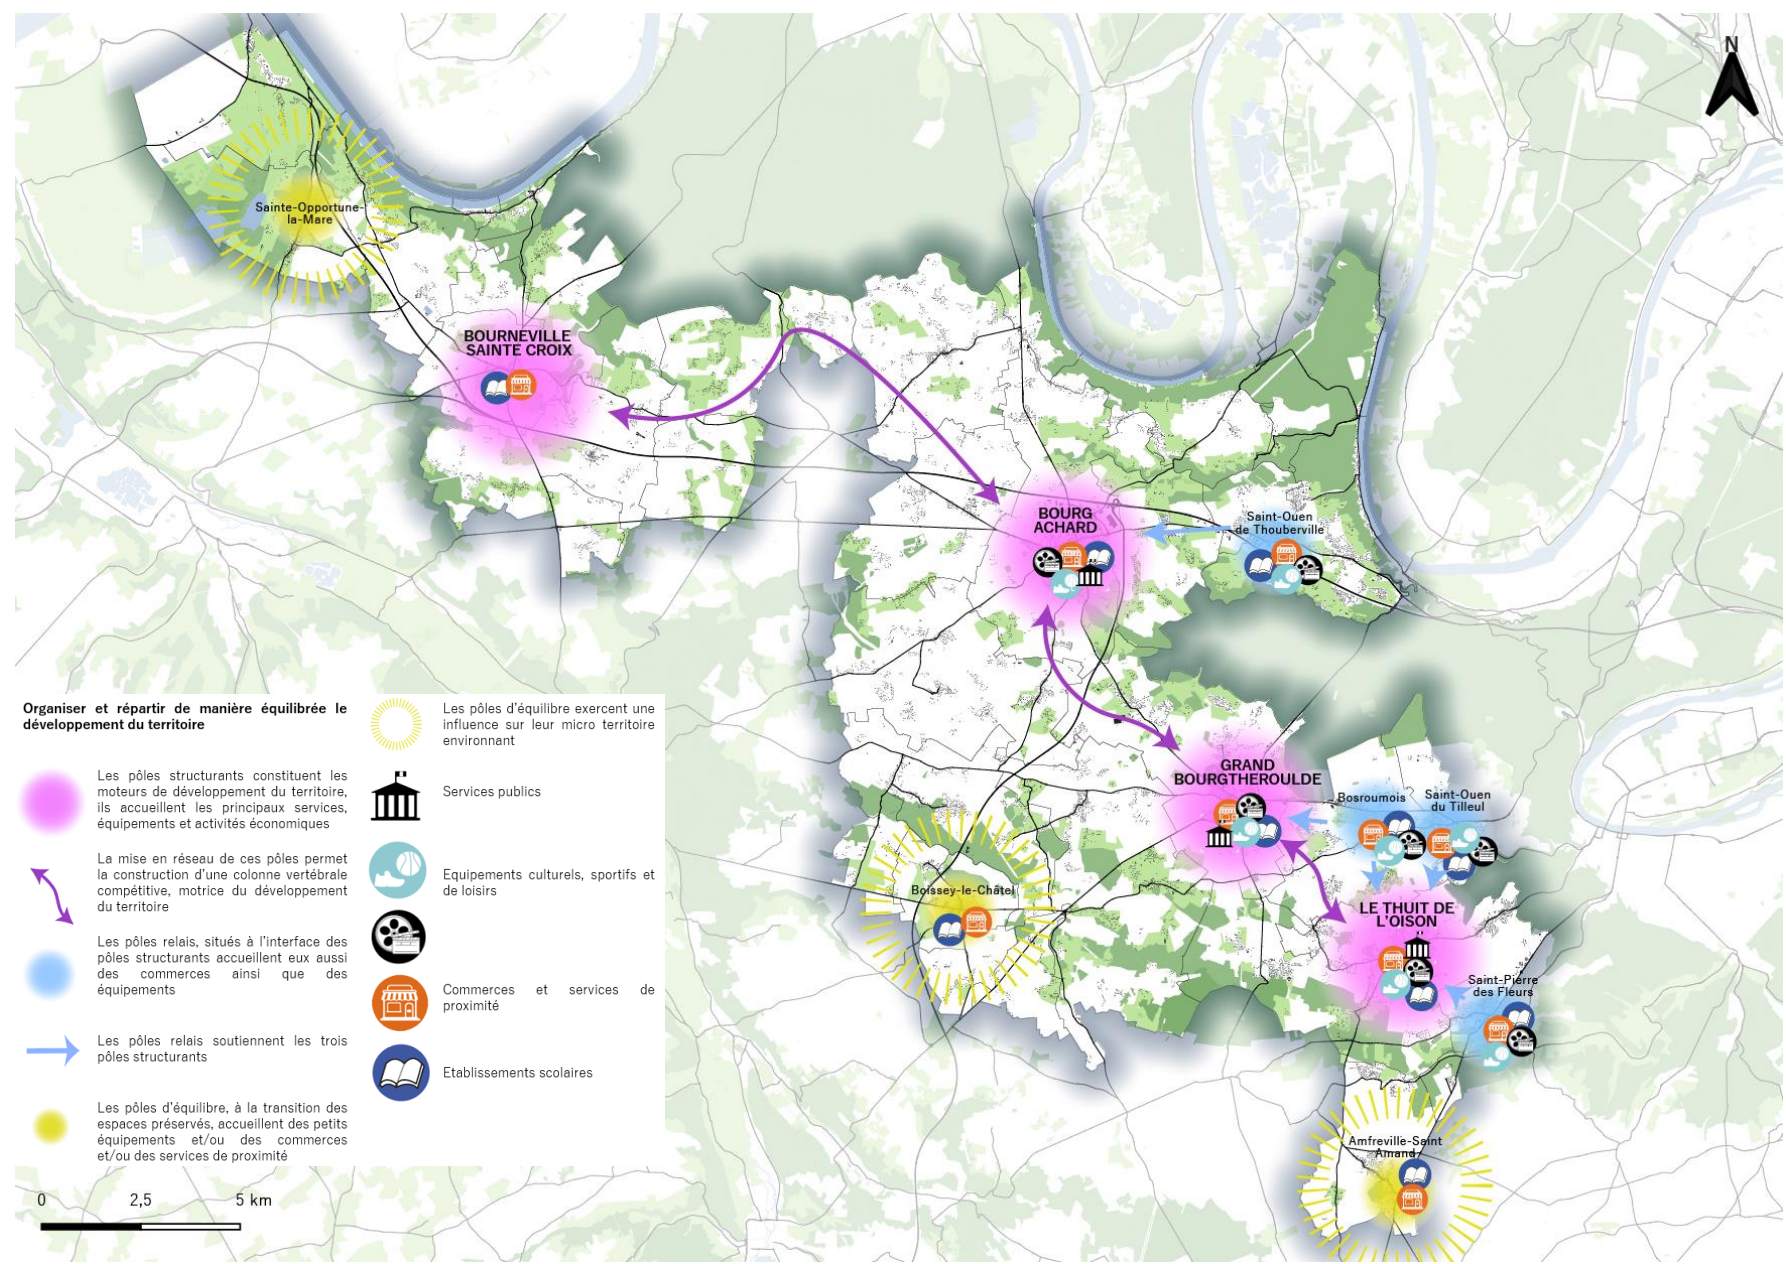 N
Sainte-Opportune-
la-Mare
BOURNEVILLE
SAINTE CROIX
BOURG
ACHARD
Saint-Ouen
de Thouberville
GRAND
BOURGTHEROULDE
Bosroumois
Saint-Ouen
du Tilleul
Boissey-le-Châtel
LE THUIT DE
L'OISON
Saint-Pierre
des Fleurs
Amfreville-Saint
Amand
Organiser et répartir de manière équilibrée le
développement du territoire
Les pôles structurants constituent les
moteurs de développement du territoire,
ils accueillent les principaux services,
équipements et activités économiques
La mise en réseau de ces pôles permet
la construction d'une colonne vertébrale
compétitive, motrice du développement
du territoire
Les pôles relais, situés à l'interface des
pôles structurants accueillent eux aussi
des commerces ainsi que des
équipements
Les pôles relais soutiennent les trois
pôles structurants
Les pôles d'équilibre, à la transition des
espaces préservés, accueillent des petits
équipements et/ou des commerces
et/ou des services de proximité
Les pôles d'équilibre exercent une
influence sur leur micro territoire
environnant
Services publics
Equipements culturels, sportifs et
de loisirs
Commerces et services de
proximité
Etablissements scolaires
0 2,5 5 km